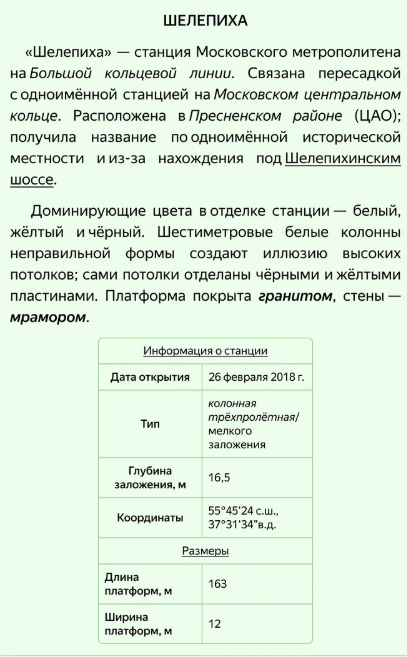 ШЕЛЕПИХА
«Шелепиха» — станция Московского метрополитена
на Большой кольцевой линии. Связана пересадкой
с одноимённой станцией на Московском центральном
кольце. Расположена в Пресненском районе (ЦАО);
получила название по одноимённой исторической
местности и из-за нахождения под Шелепихинским
шоссе.
Доминирующие цвета в отделке станции — белый,
жёлтый и чёрный. Шестиметровые белые колонны
неправильной формы создают иллюзию высоких
потолков; сами потолки отделаны чёрными и жёлтыми
пластинами. Платформа покрыта гранитом, стены —
мрамором.
Информация о станции
Дата открытия 26 февраля 2018 г.
Тип
колонная
трёхпролётная/
мелкого
заложения
Глубина
заложения, м
16,5
Координаты
55°45'24 с.ш.,
37°31'34"в.д.
Размеры
Длина
платформ, м
163
Ширина
платформ, м
12